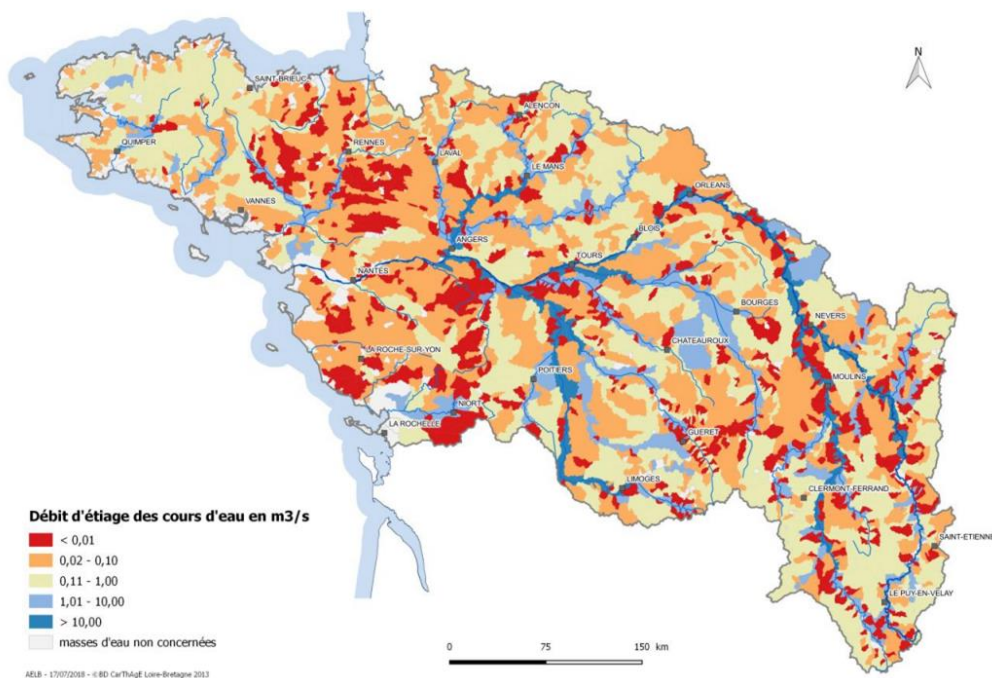 N
SAINT-BRIEUC
ALENCON
QUIMPER
RENNES
LAVAL
LE MANS
VANNES
ORLEANS
BLOIS
ANGERS
TOURS
NANTES
BOURGES
NEVERS
CHATEAUROUX
LA ROCHE-SUR-YON
MOULINS
POITIERS
NIORT
LA ROCHELLE
GUERET
LIMOGES
CLERMONT-FERRAND
SAINT-ETIENNE
LE PUY-EN-VELAY
Débit d'étiage des cours d'eau en m3/s
< 0,01
0,02 - 0,10
0,11 - 1,00
1,01 - 10,00
> 10,00
masses d'eau non concernées
0 75 150 km
AELB - 17/07/2018 - ©BD CarThAgE Loire-Bretagne 2013